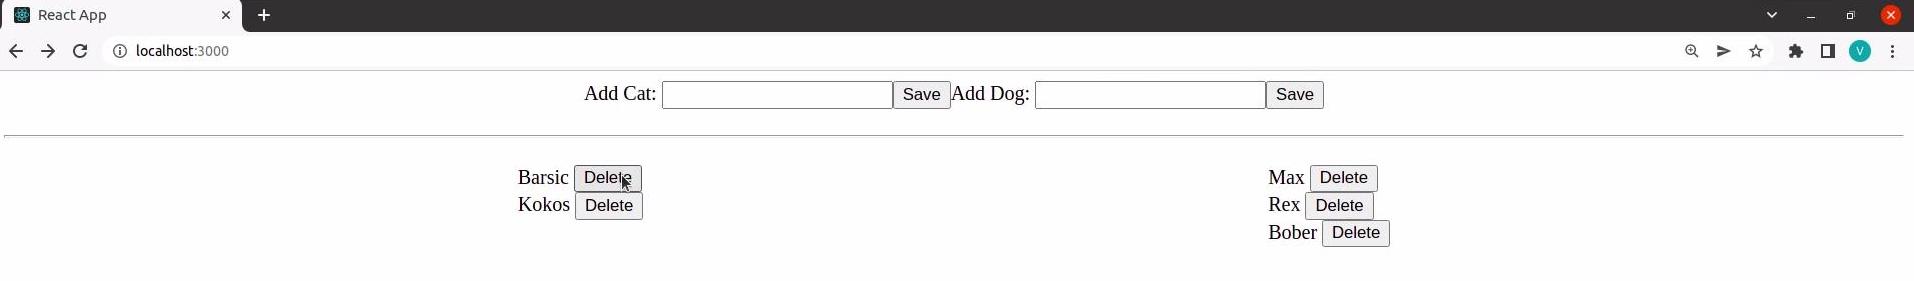 React App
localhost:3000
V
Add Cat: Save Add Dog: Save
Barsic Delete
Kokos Delete
Max Delete
Rex Delete
Bober Delete